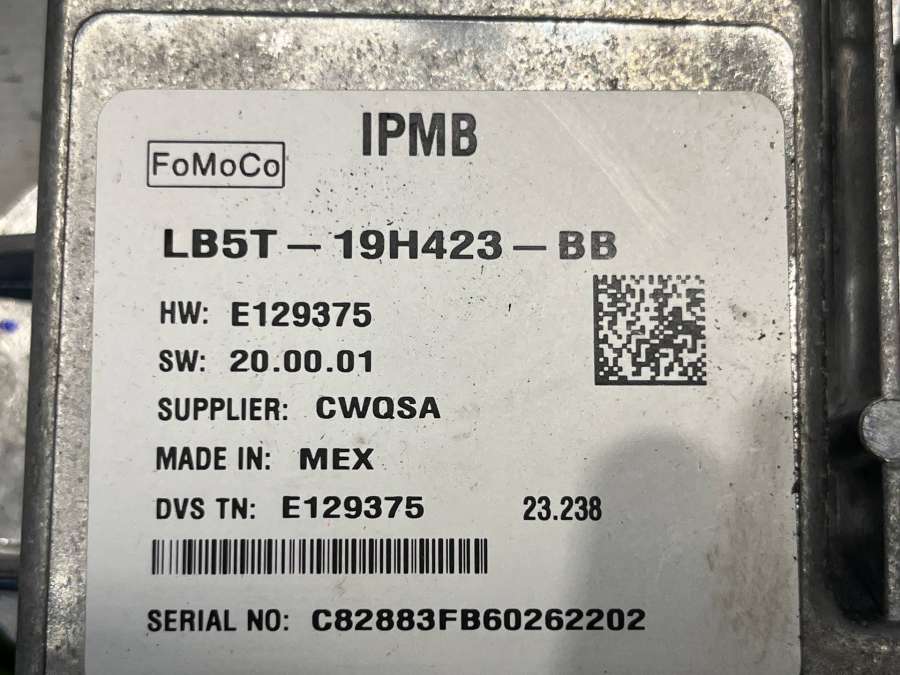 IPMB
FoMoCo
LB5T - 19H423 - BB
HW: E129375
SW: 20.00.01
SUPPLIER: CWQSA
MADE IN: MEX
DVS TN: E129375 23.238
SERIAL NO: C82883FB60262202